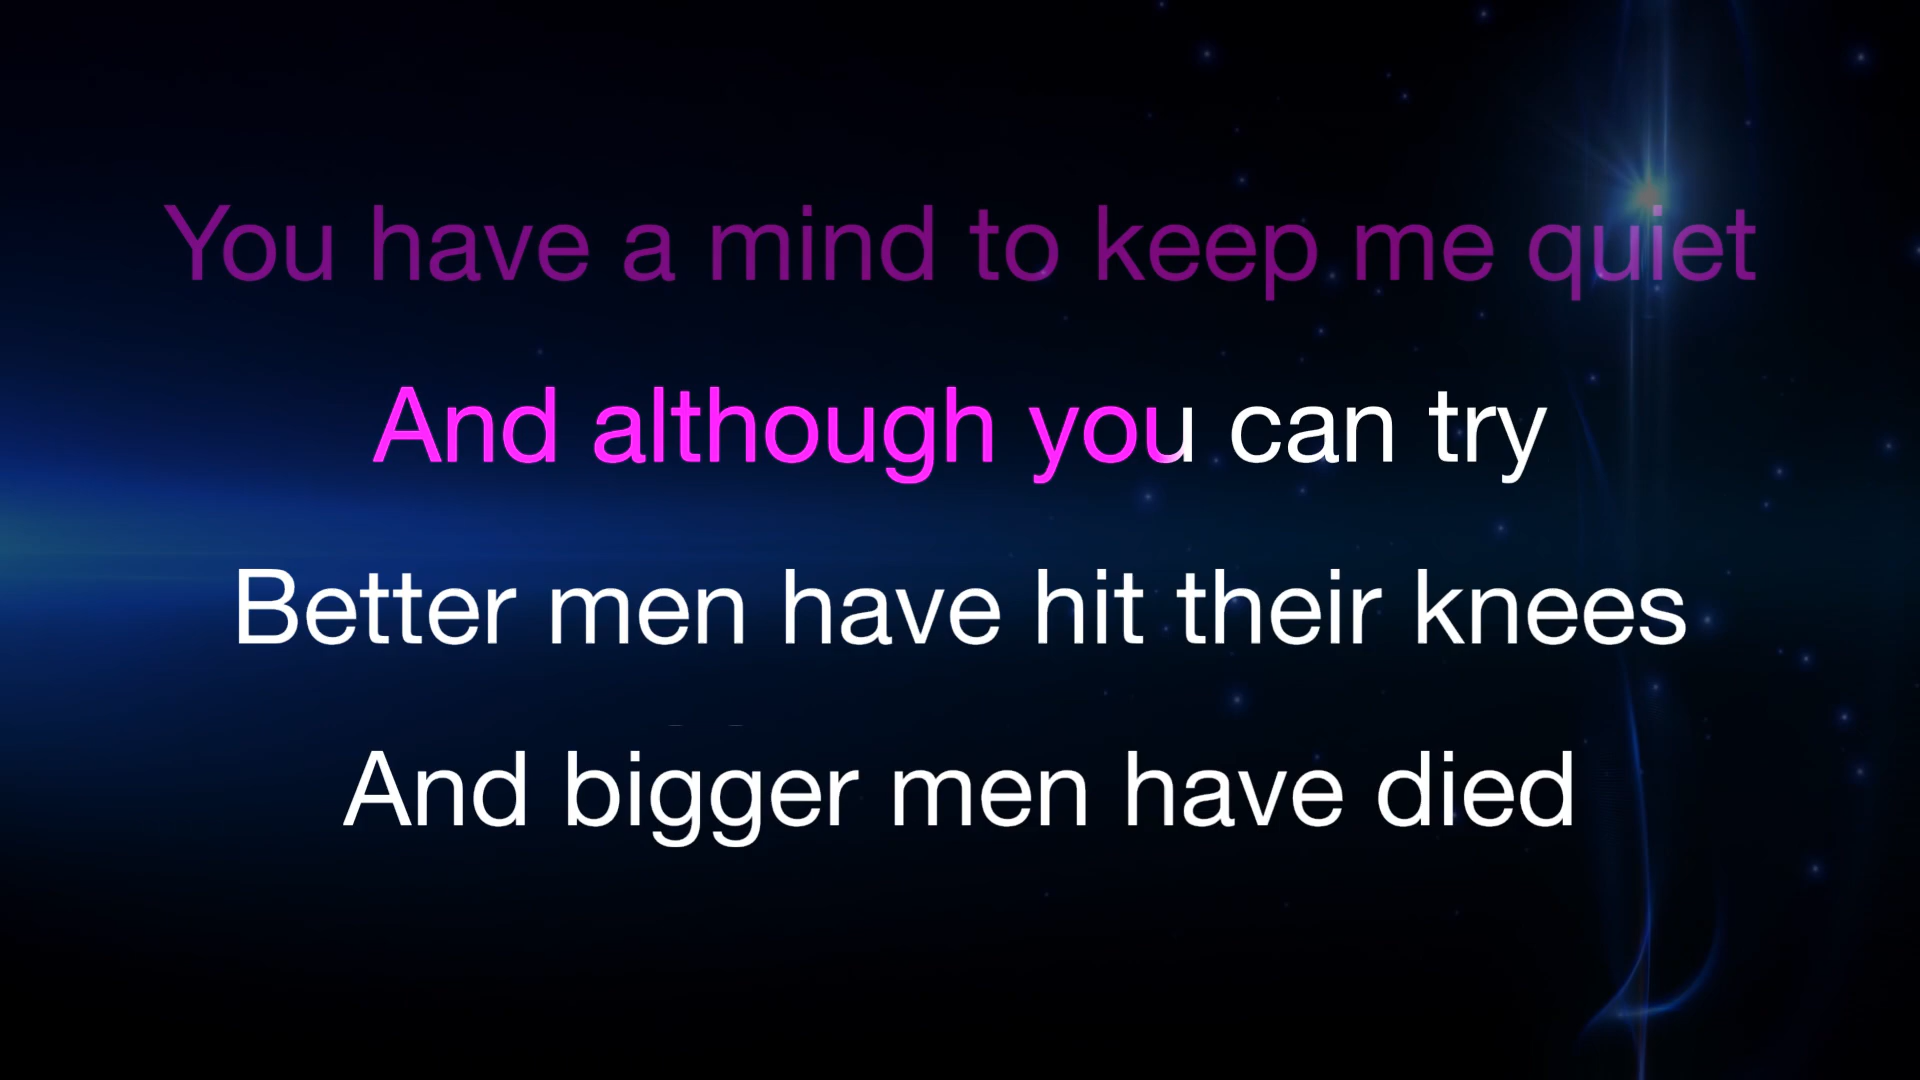 You have a mind to keep me quiet
And although you can try
Better men have hit their knees
And bigger men have died